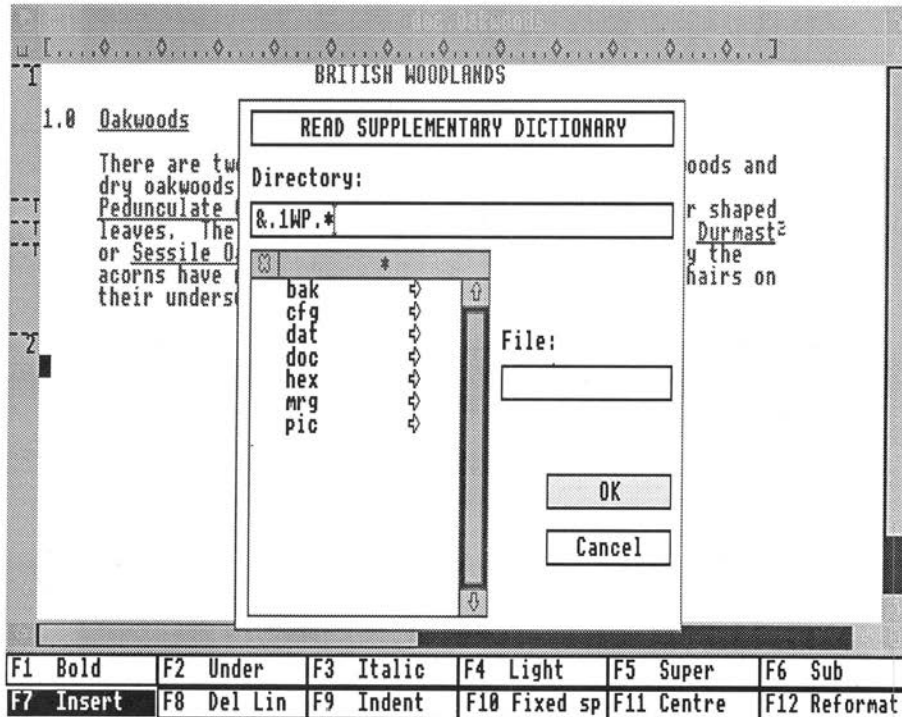 doc.Oakwoods
1 BRITISH WOODLANDS
1.0 Oakwoods
READ SUPPLEMENTARY DICTIONARY
There are oods and
dry oakwoods
Directory:
Pedunculate r shaped
&.1WP.*
leaves. The Durmast2
or Sessile O y the
*
acorns have hairs on
their unders
bak
cfg
dat
doc
hex
mrg
pic
File:
2
OK
Cancel
F1 Bold F2 Under F3 Italic F4 Light F5 Super F6 Sub
F7 Insert F8 Del Lin F9 Indent F10 Fixed sp F11 Centre F12 Reformat